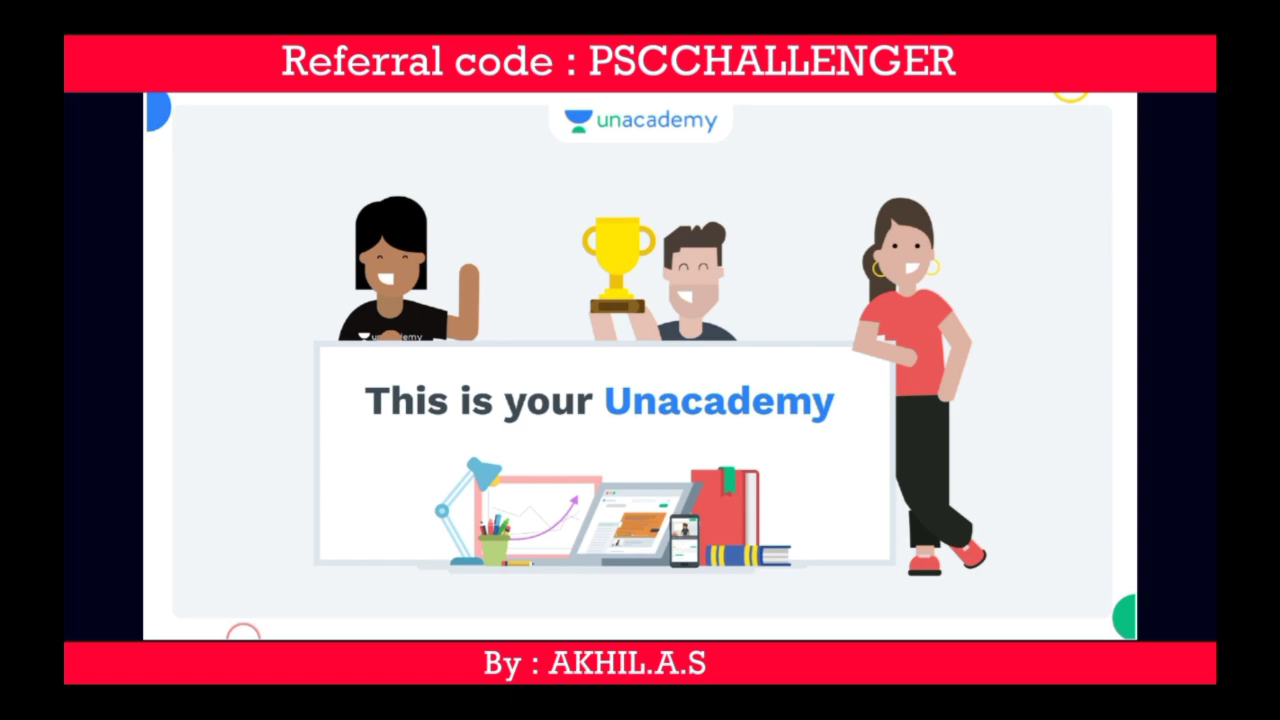 Referral code : PSCCHALLENGER
unacademy
This is your Unacademy
By : AKHIL.A.S